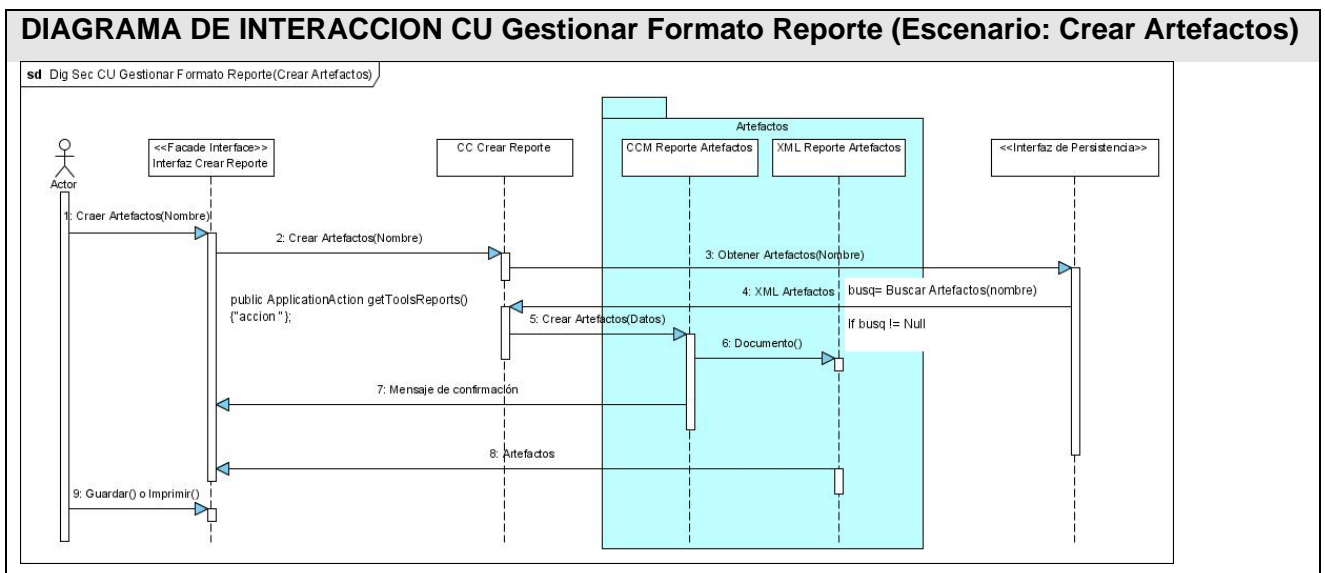 DIAGRAMA DE INTERACCION CU Gestionar Formato Reporte (Escenario: Crear Artefactos)
sd Dig Sec CU Gestionar Formato Reporte(Crear Artefactos)
Artefactos
Actor
<<Facade Interface>>
Interfaz Crear Reporte
CC Crear Reporte
CCM Reporte Artefactos
XML Reporte Artefactos
<<Interfaz de Persistencia>>
1: Craer Artefactos(Nombre)
2: Crear Artefactos(Nombre)
3: Obtener Artefactos(Nombre)
4: XML Artefactos
busq= Buscar Artefactos(nombre)
If busq != Null
public ApplicationAction getToolsReports()
{"accion "};
5: Crear Artefactos(Datos)
6: Documento()
7: Mensaje de confirmación
8: Artefactos
9: Guardar() o Imprimir()